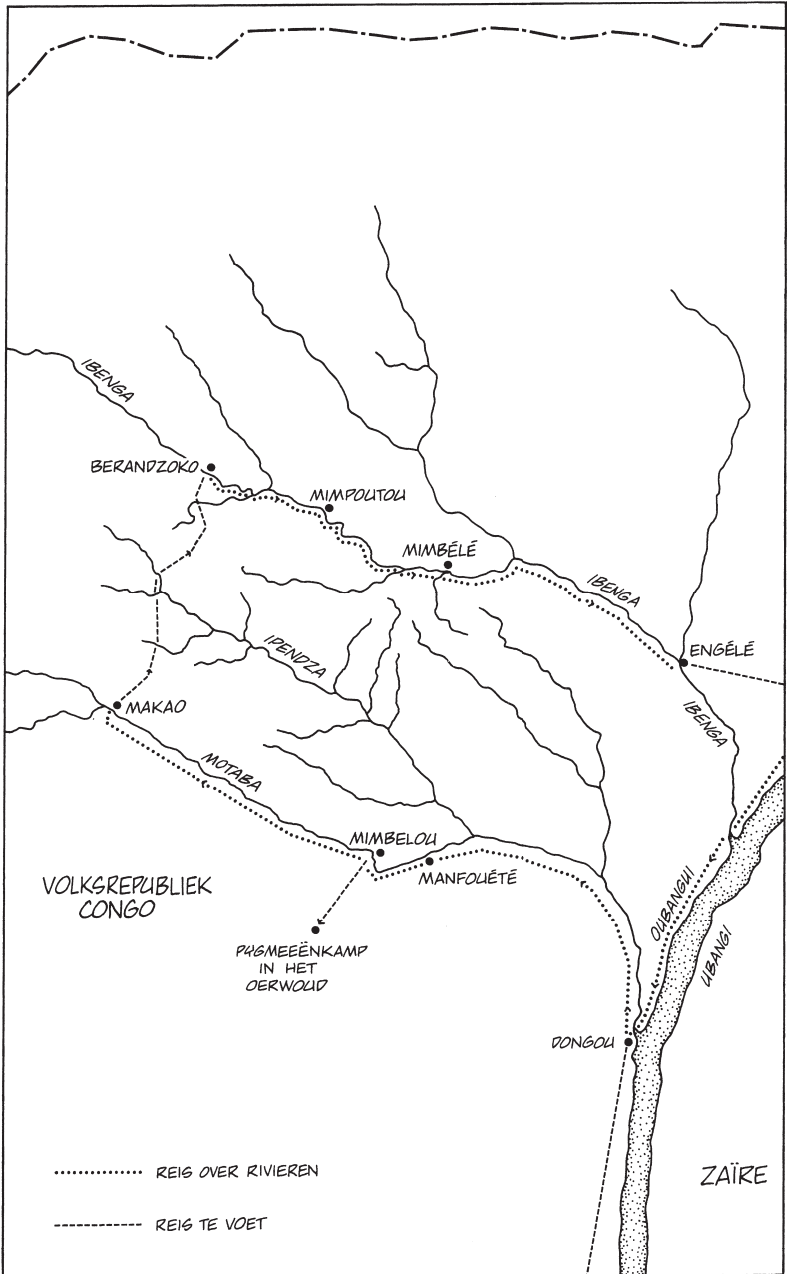 IBENGA
BERANDZOKO
MIMPOUTOU
MIMBÉLÉ
IBENGA
IPENDZA
ENGÉLÉ
MAKAO
IBENGA
MOTABA
MIMBELOU
MANFOUÉTÉ
VOLKSREPUBLIEK
CONGO
OUBANGUI
UBANGI
PYGMEEËNKAMP
IN HET
OERWOUD
DONGOU
REIS OVER RIVIEREN
ZAÏRE
REIS TE VOET